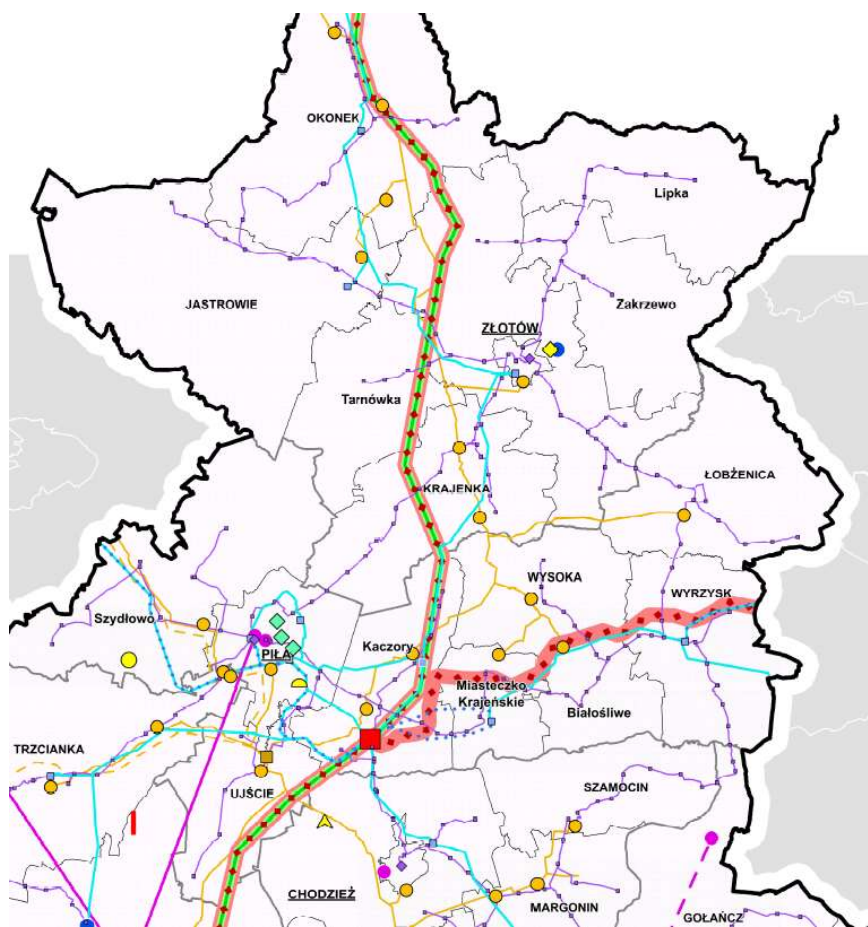 OKONEK
Lipka
JASTROWIE
Zakrzewo
ZŁOTÓW
Tarnówka
ŁOBŻENICA
KRAJENKA
WYSOKA
WYRZYSK
Szydłowo
Kaczory
PIŁA
Miasteczko
Krajeńskie
Białośliwe
TRZCIANKA
UJŚCIE
SZAMOCIN
CHODZIEŻ
MARGONIN
GOŁAŃCZ